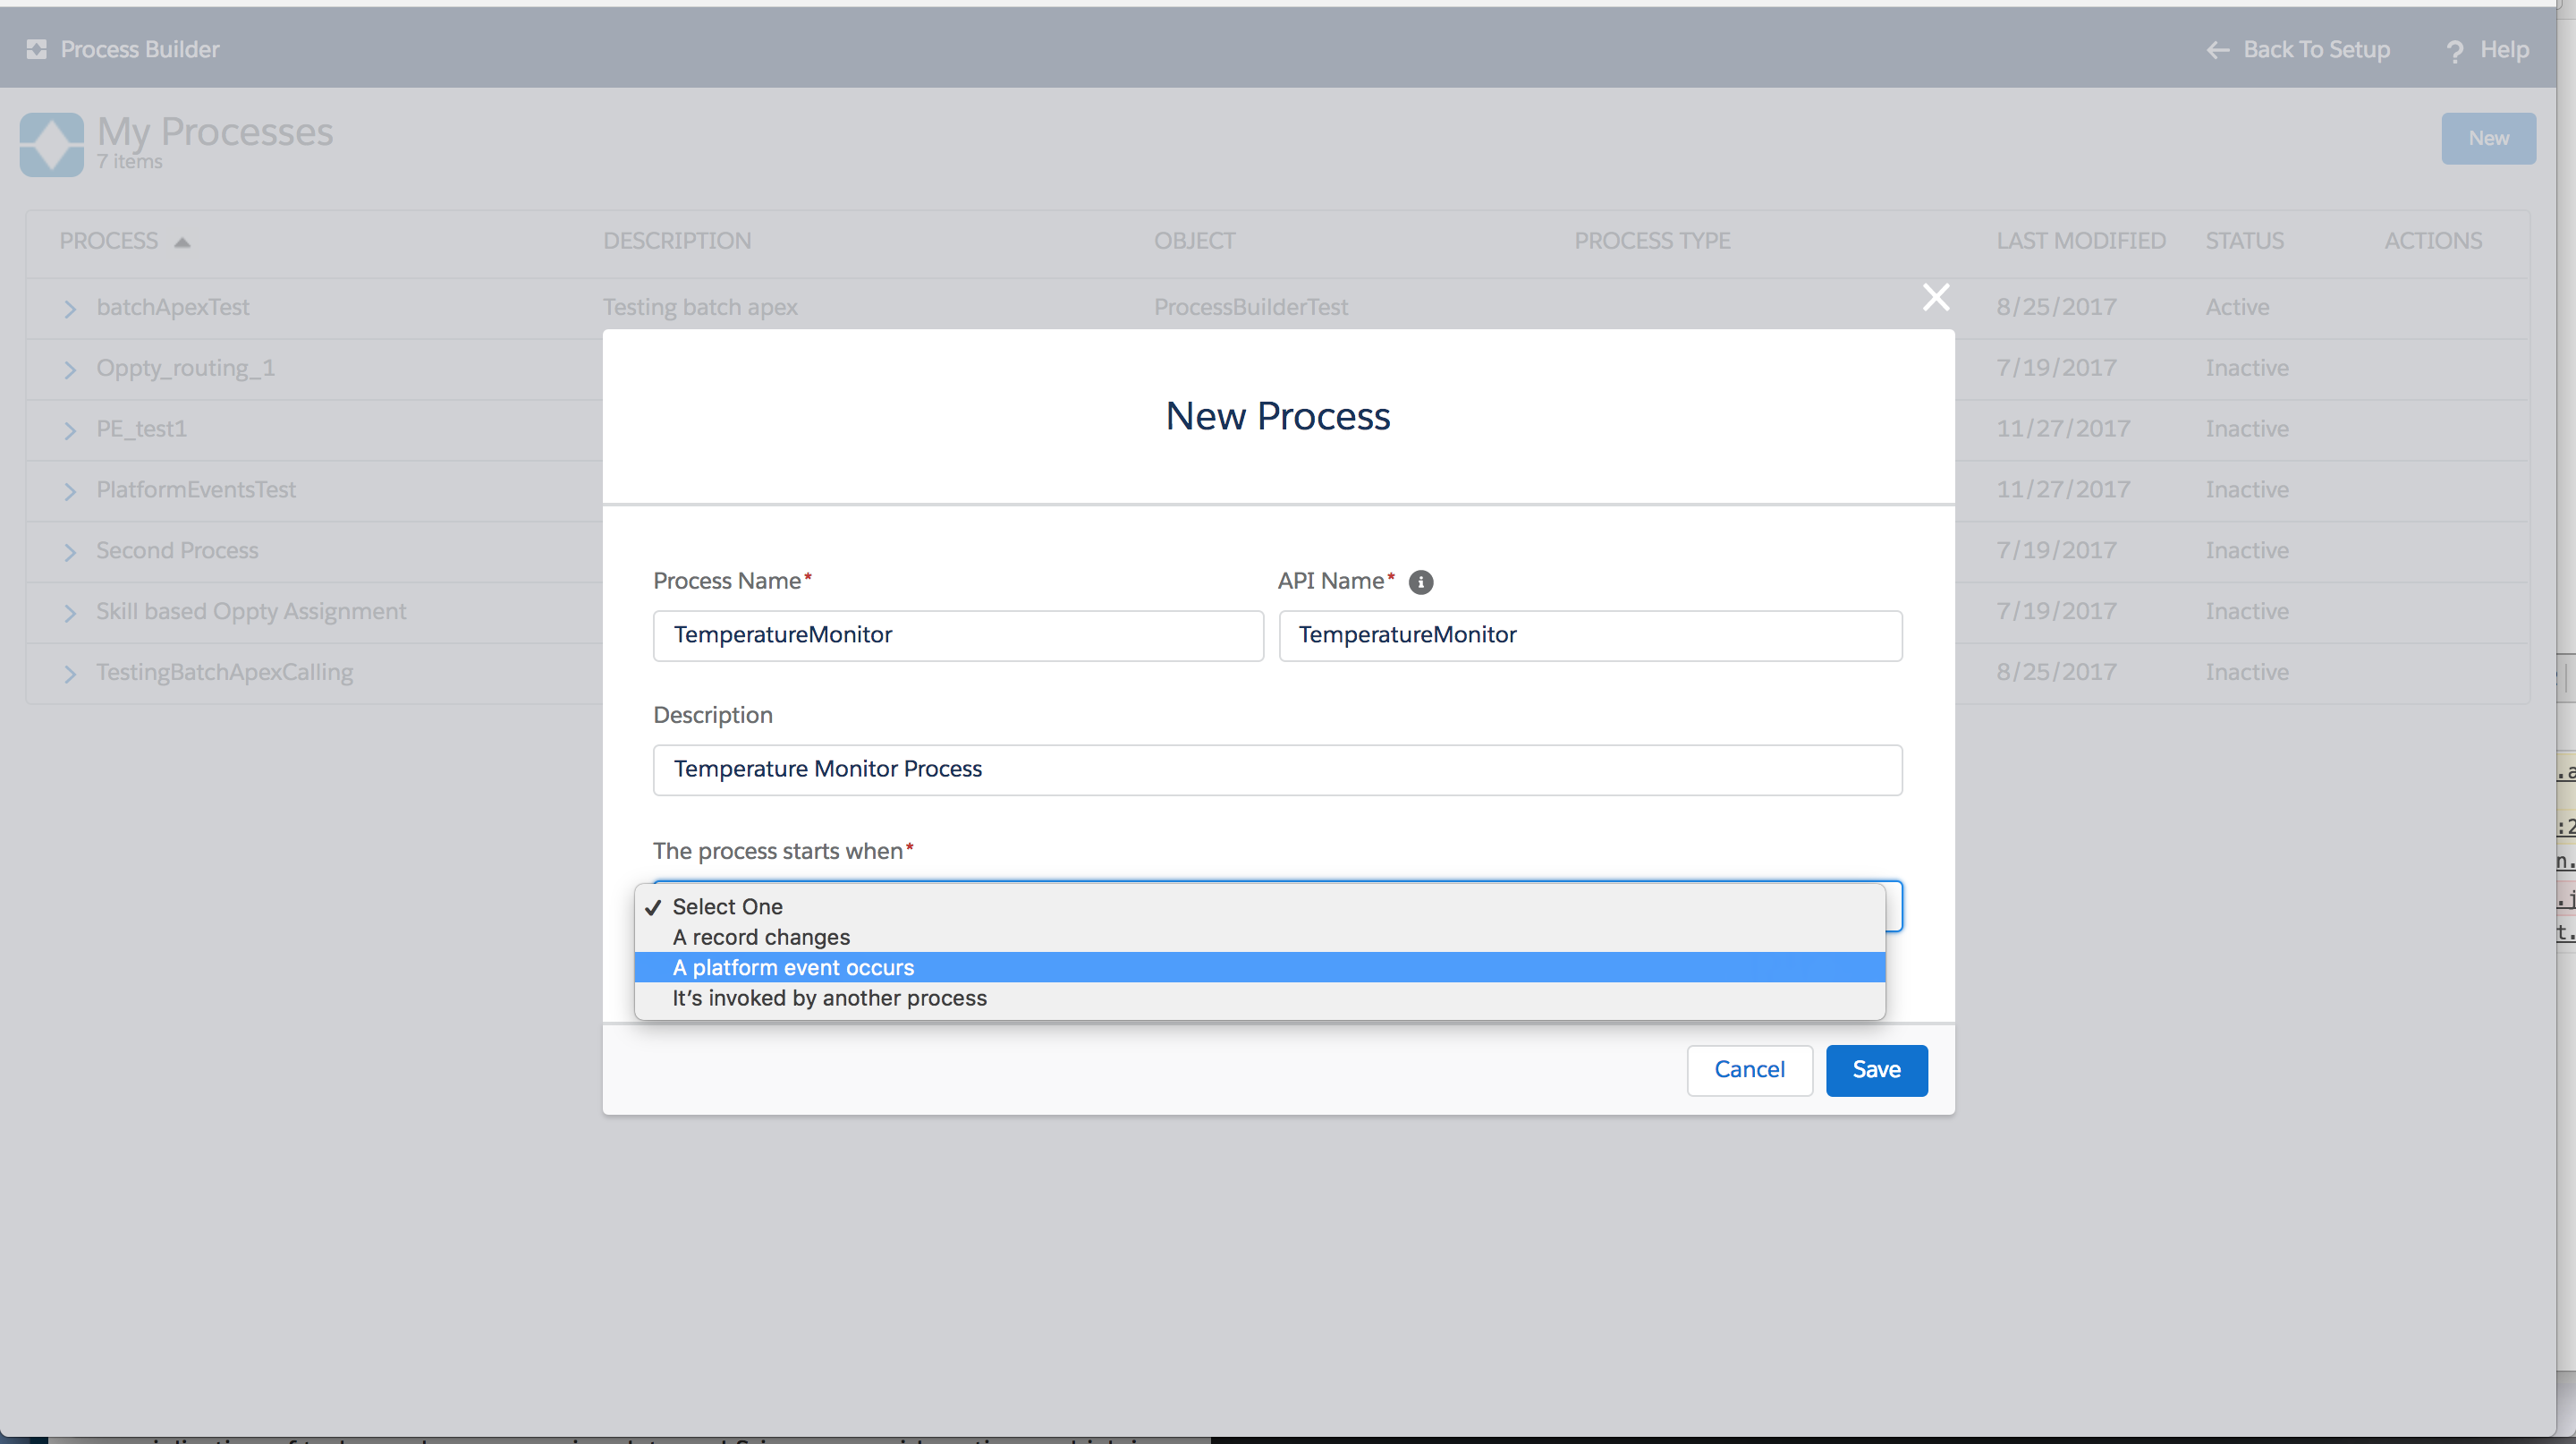 Process Builder
Back To Setup
? Help
My Processes
7 items
New
PROCESS DESCRIPTION OBJECT PROCESS TYPE LAST MODIFIED STATUS ACTIONS
batchApexTest Testing batch apex ProcessBuilderTest 8/25/2017 Active
Oppty_routing_1 7/19/2017 Inactive
PE_test1 11/27/2017 Inactive
PlatformEventsTest 11/27/2017 Inactive
Second Process 7/19/2017 Inactive
Skill based Oppty Assignment 7/19/2017 Inactive
TestingBatchApexCalling 8/25/2017 Inactive
New Process
Process Name*
API Name*
TemperatureMonitor
TemperatureMonitor
Description
Temperature Monitor Process
The process starts when*
✓ Select One
A record changes
A platform event occurs
It's invoked by another process
Cancel
Save